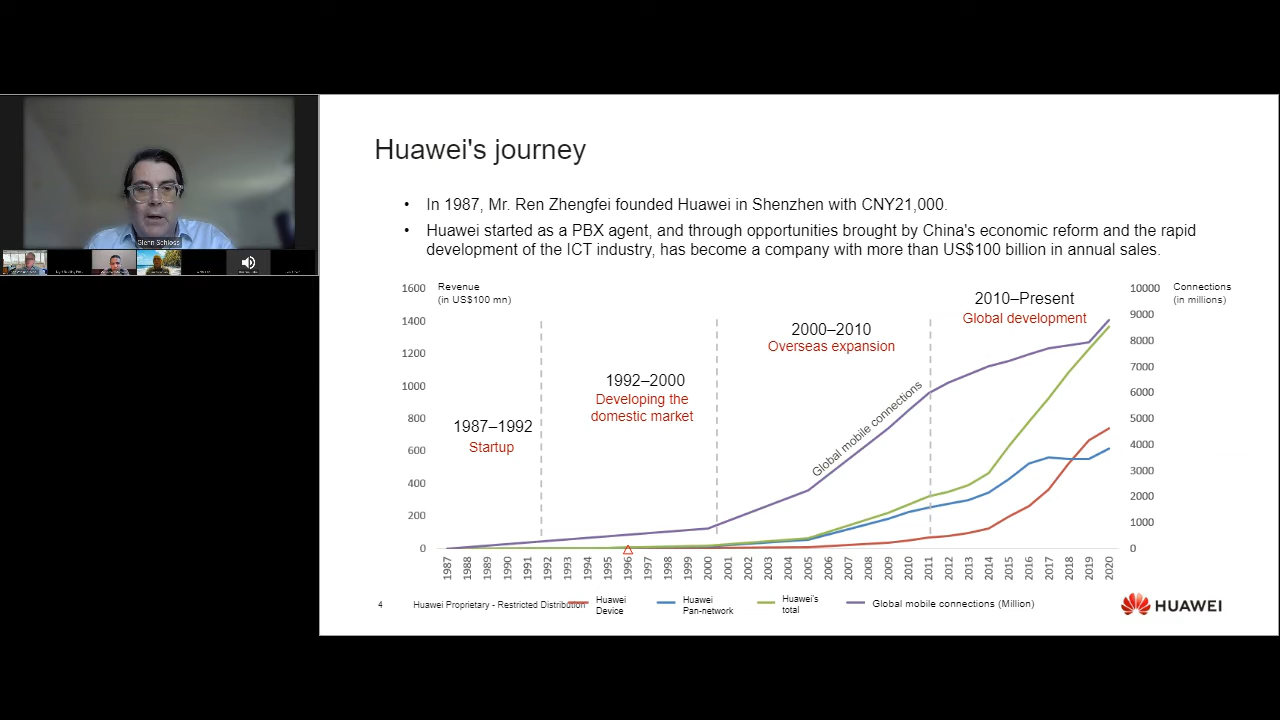 Huawei's journey
• In 1987, Mr. Ren Zhengfei founded Huawei in Shenzhen with CNY21,000.
• Huawei started as a PBX agent, and through opportunities brought by China's economic reform and the rapid
development of the ICT industry, has become a company with more than US$100 billion in annual sales.
Glenn Schloss
Revenue
(in US$100 mn)
Connections
(in millions)
1600
1400
1200
1000
800
600
400
200
0
1987–1992
Startup
1992–2000
Developing the
domestic market
2000–2010
Overseas expansion
2010–Present
Global development
Global mobile connections
10000
9000
8000
7000
6000
5000
4000
3000
2000
1000
0
1987 1988 1989 1990 1991 1992 1993 1994 1995 1996 1997 1998 1999 2000 2001 2002 2003 2004 2005 2006 2007 2008 2009 2010 2011 2012 2013 2014 2015 2016 2017 2018 2019 2020
4
Huawei Proprietary - Restricted Distribution
Huawei
Device
Huawei
Pan-network
Huawei's
total
Global mobile connections (Million)
HUAWEI